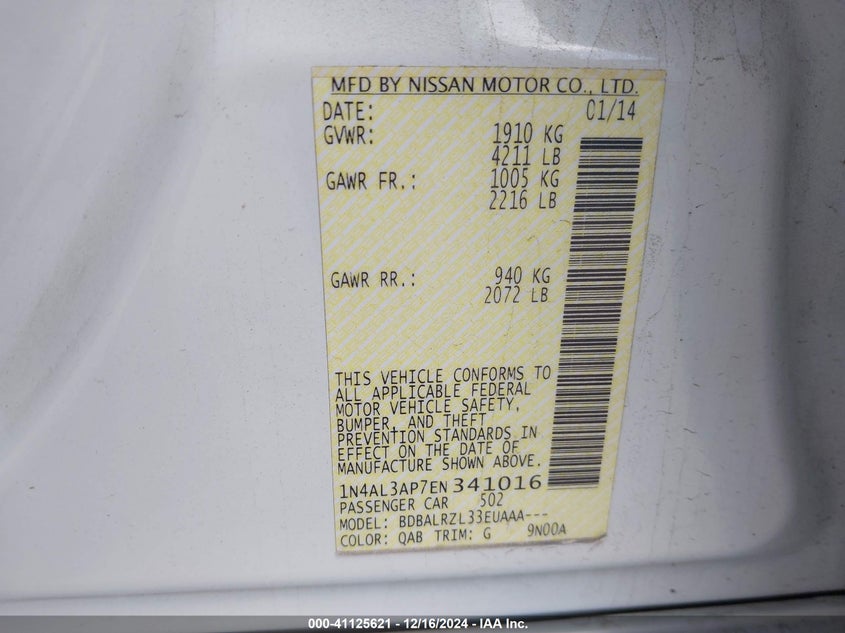 MFD BY NISSAN MOTOR CO., LTD.
DATE: 01/14
GVWR: 1910 KG
4211 LB
GAWR FR.: 1005 KG
2216 LB
GAWR RR.: 940 KG
2072 LB
THIS VEHICLE CONFORMS TO
ALL APPLICABLE FEDERAL
MOTOR VEHICLE SAFETY,
BUMPER, AND THEFT
PREVENTION STANDARDS IN
EFFECT ON THE DATE OF
MANUFACTURE SHOWN ABOVE.
1N4AL3AP7EN 341016
PASSENGER CAR 502
MODEL: BDBALRZL33EUAAA---
COLOR: QAB TRIM: G 9N00A
000-41125621 - 12/16/2024 - IAA Inc.